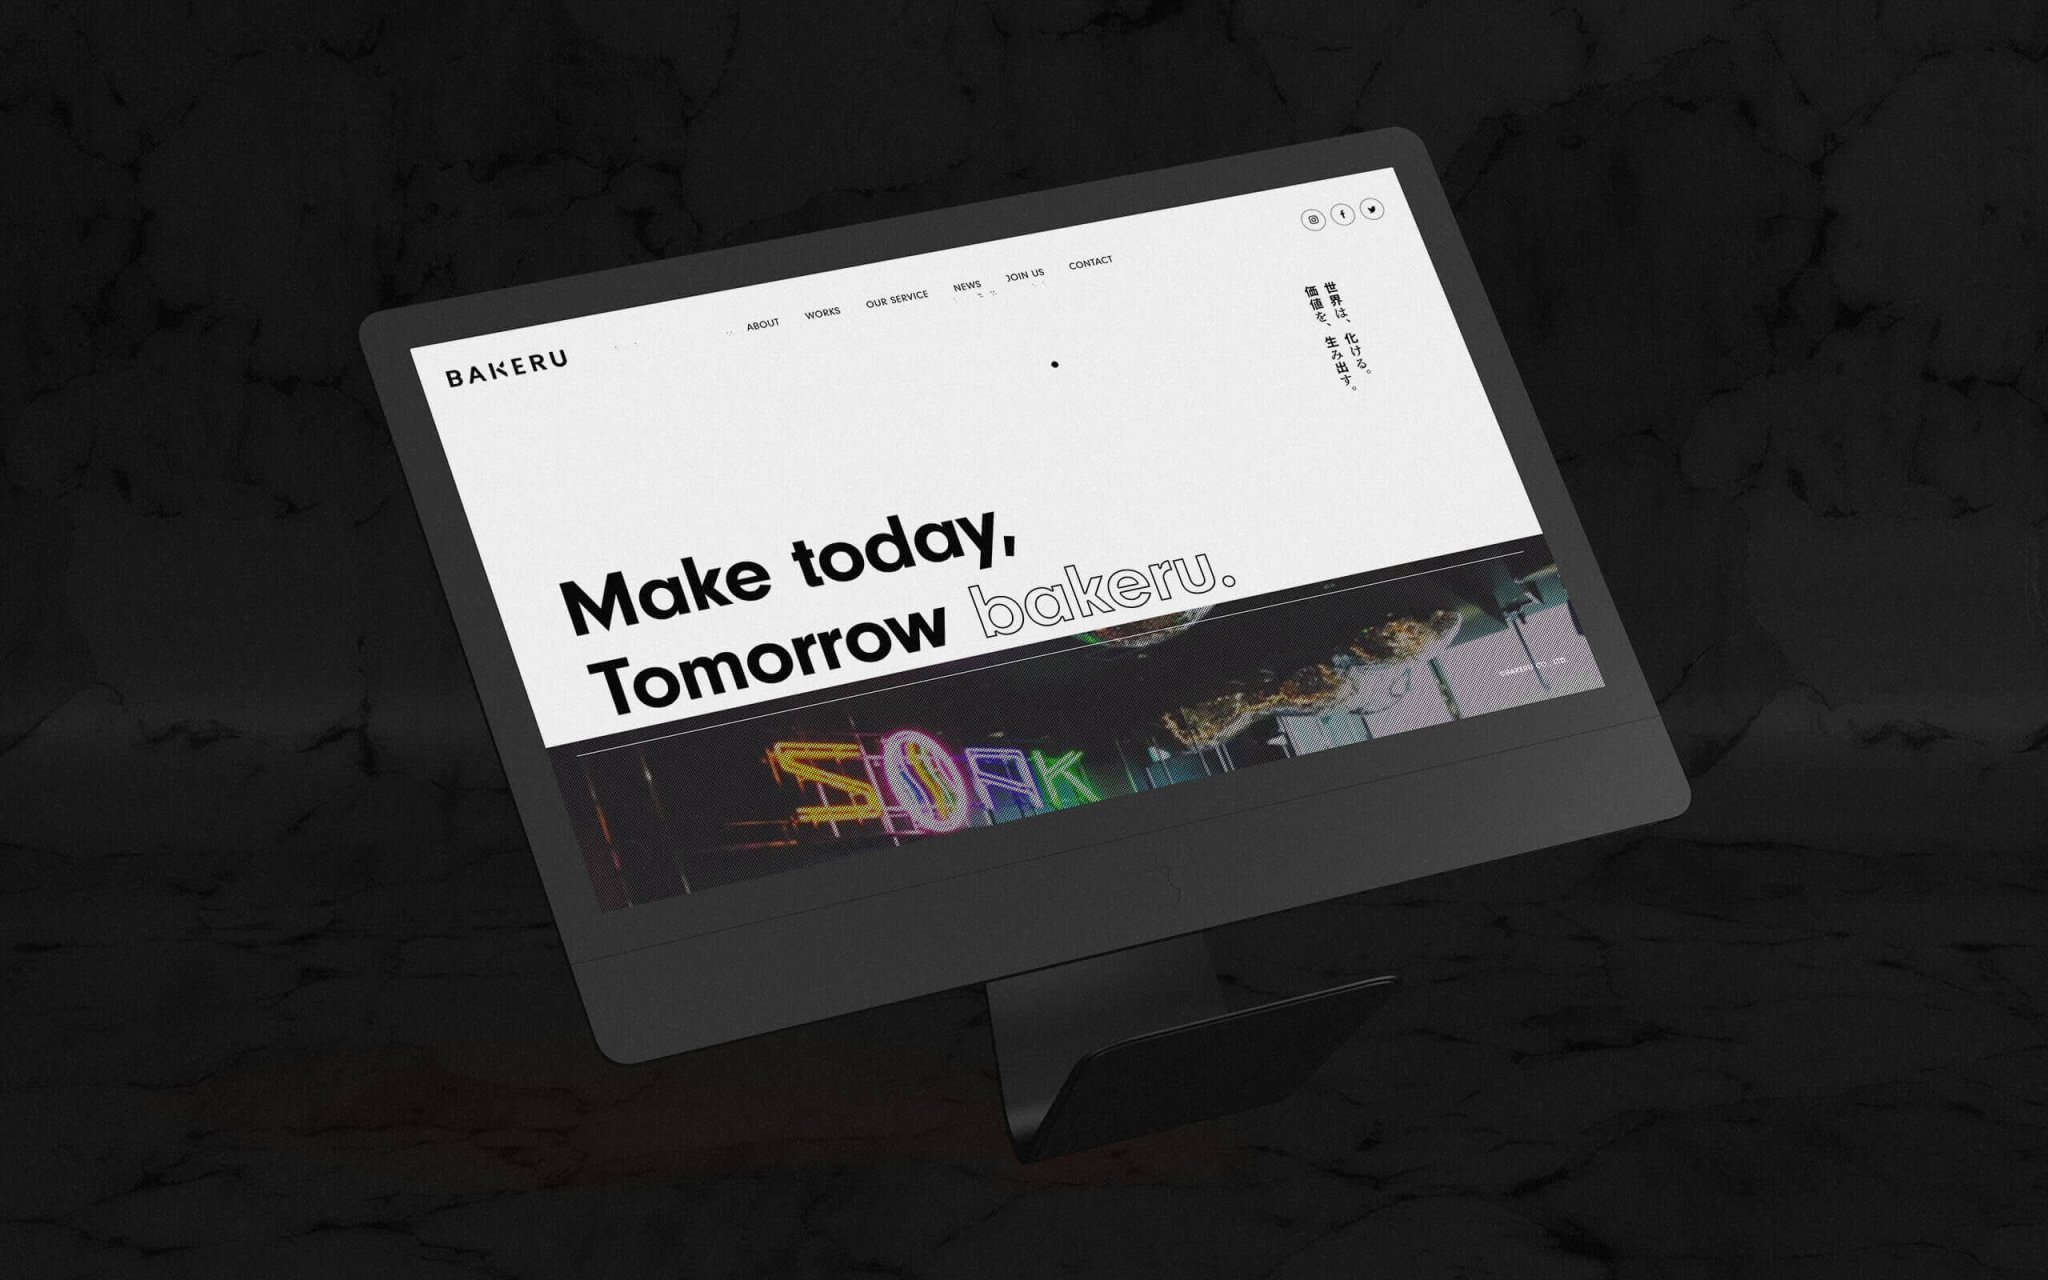 BAKERU
ABOUT
WORKS
OUR SERVICE
NEWS
JOIN US
CONTACT
世界は、化ける。
価値を、生み出す。
Make today,
Tomorrow bakeru.
SOAK
©BAKERU CO., LTD.